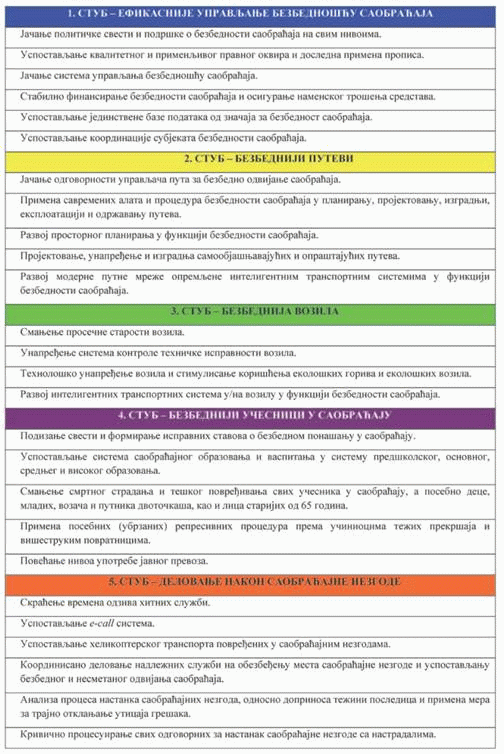 1. СТУБ – ЕФИКАСНИЈЕ УПРАВЉАЊЕ БЕЗБЕДНОШЋУ САОБРАЋАЈА
Јачање политичке свести и подршке о безбедности саобраћаја на свим нивоима.
Успостављање квалитетног и применљивог правног оквира и доследна примена прописа.
Јачање система управљања безбедношћу саобраћаја.
Стабилно финансирање безбедности саобраћаја и осигурање наменског трошења средстава.
Успостављање јединствене базе података од значаја за безбедност саобраћаја.
Успостављање координације субјеката безбедности саобраћаја.
2. СТУБ – БЕЗБЕДНИЈИ ПУТЕВИ
Јачање одговорности управљача пута за безбедно одвијање саобраћаја.
Примена савремених алата и процедура безбедности саобраћаја у планирању, пројектовању, изградњи,
експлоатацији и одржавању путева.
Развој просторног планирања у функцији безбедности саобраћаја.
Пројектовање, унапређење и изградња самообјашњавајућих и опраштајућих путева.
Развој модерне путне мреже опремљене интелигентним транспортним системима у функцији
безбедности саобраћаја.
3. СТУБ – БЕЗБЕДНИЈА ВОЗИЛА
Смањење просечне старости возила.
Унапређење система контроле техничке исправности возила.
Технолошко унапређење возила и стимулисање коришћења еколошких горива и еколошких возила.
Развој интелигентних транспортних система у/на возилу у функцији безбедности саобраћаја.
4. СТУБ – БЕЗБЕДНИЈИ УЧЕСНИЦИ У САОБРАЋАЈУ
Подизање свести и формирање исправних ставова о безбедном понашању у саобраћају.
Успостављање система саобраћајног образовања и васпитања у систему предшколског, основног,
средњег и високог образовања.
Смањење смртног страдања и тешког повређивања свих учесника у саобраћају, а посебно деце,
младих, возача и путника двоточкаша, као и лица старијих од 65 година.
Примена посебних (убрзаних) репресивних процедура према учиниоцима тежих прекршаја и
вишеструким повратницима.
Повећање нивоа употребе јавног превоза.
5. СТУБ – ДЕЛОВАЊЕ НАКОН САОБРАЋАЈНЕ НЕЗГОДЕ
Скраћење времена одзива хитних служби.
Успостављање e-call система.
Успостављање хеликоптерског транспорта повређених у саобраћајним незгодама.
Координисано деловање надлежних служби на обезбеђењу места саобраћајне незгоде и успостављању
безбедног и несметаног одвијања саобраћаја.
Анализа процеса настанка саобраћајних незгода, односно доприноса тежини последица и примена мера
за трајно отклањање утицаја грешака.
Кривично процесуирање свих одговорних за настанак саобраћајне незгоде са настрадалима.